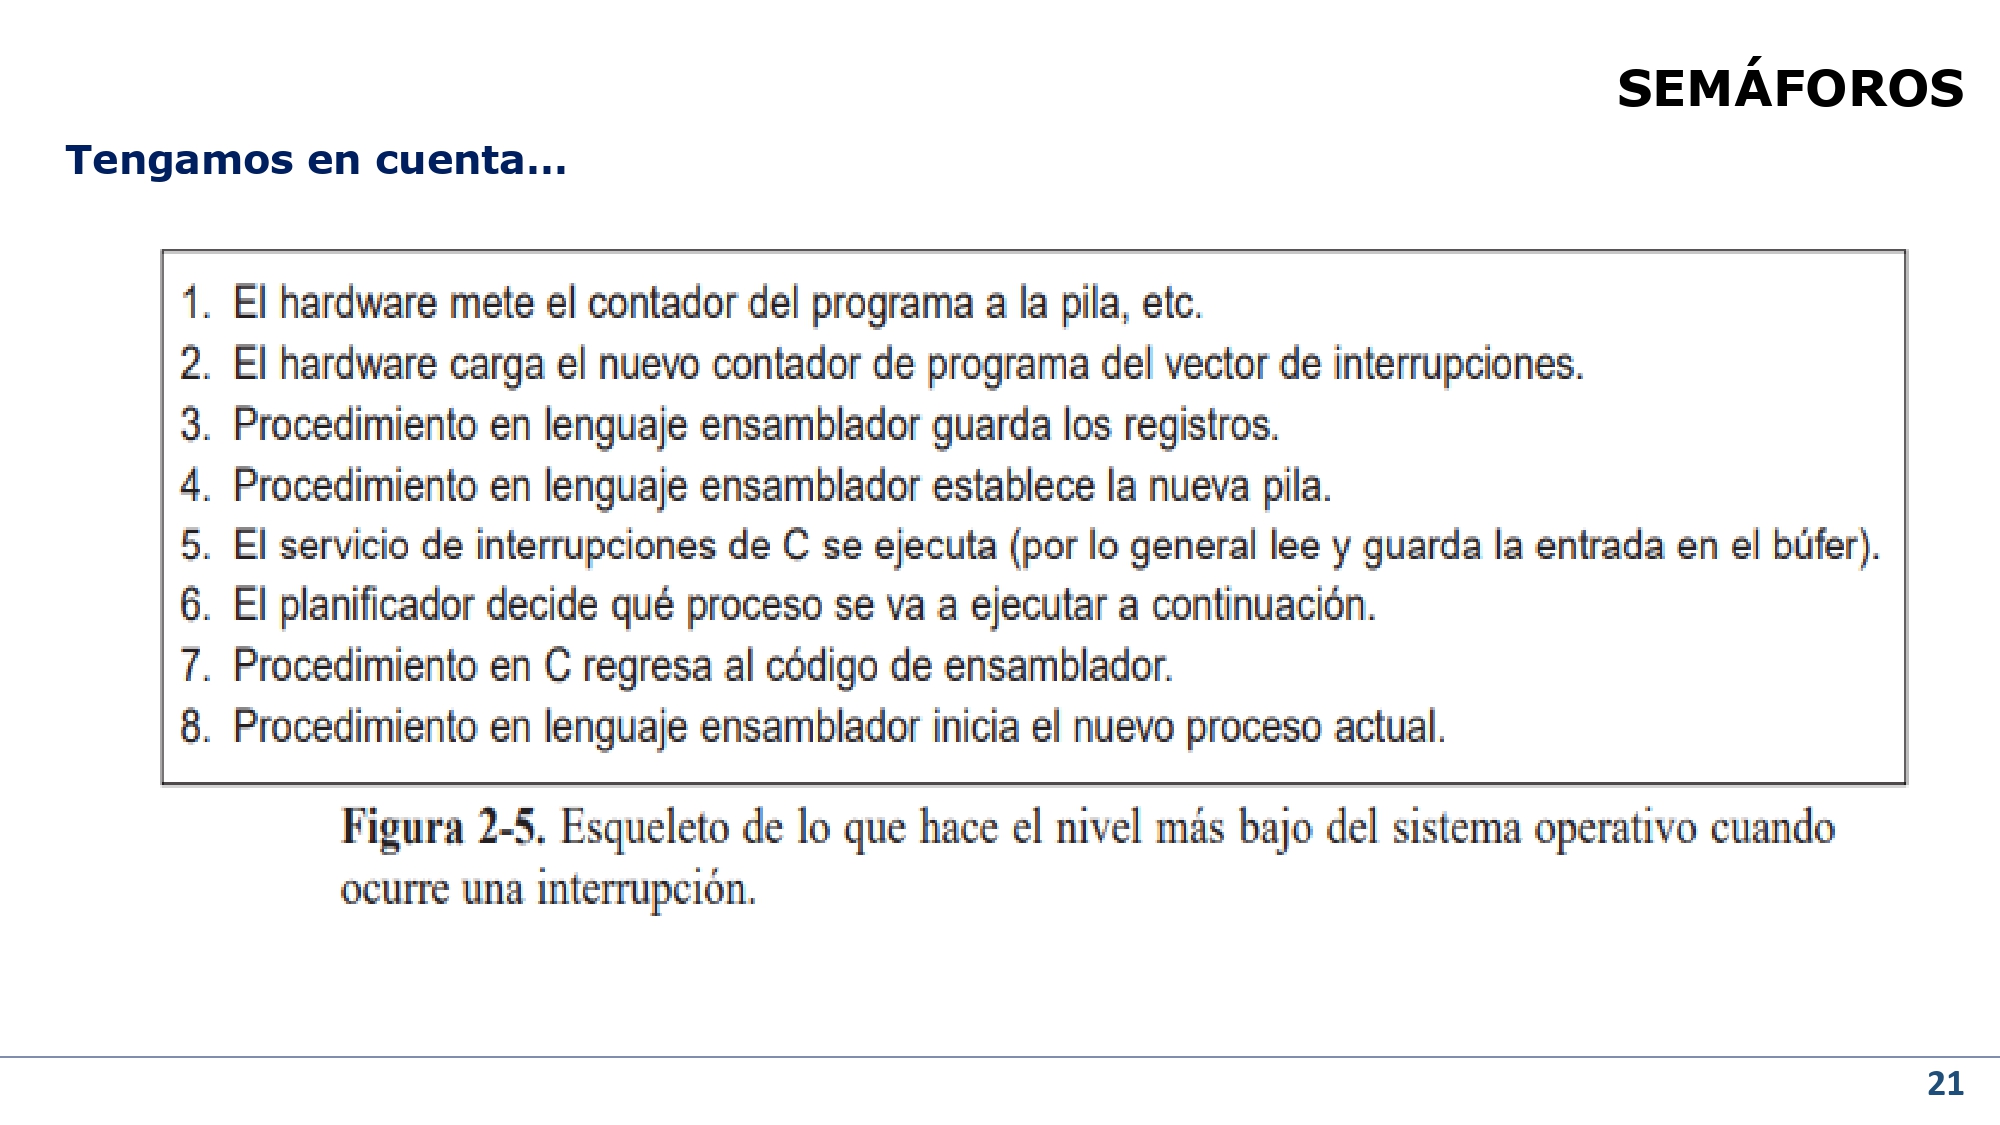 SEMÁFOROS
Tengamos en cuenta...
1. El hardware mete el contador del programa a la pila, etc.
2. El hardware carga el nuevo contador de programa del vector de interrupciones.
3. Procedimiento en lenguaje ensamblador guarda los registros.
4. Procedimiento en lenguaje ensamblador establece la nueva pila.
5. El servicio de interrupciones de C se ejecuta (por lo general lee y guarda la entrada en el búfer).
6. El planificador decide qué proceso se va a ejecutar a continuación.
7. Procedimiento en C regresa al código de ensamblador.
8. Procedimiento en lenguaje ensamblador inicia el nuevo proceso actual.
Figura 2-5. Esqueleto de lo que hace el nivel más bajo del sistema operativo cuando
ocurre una interrupción.
21